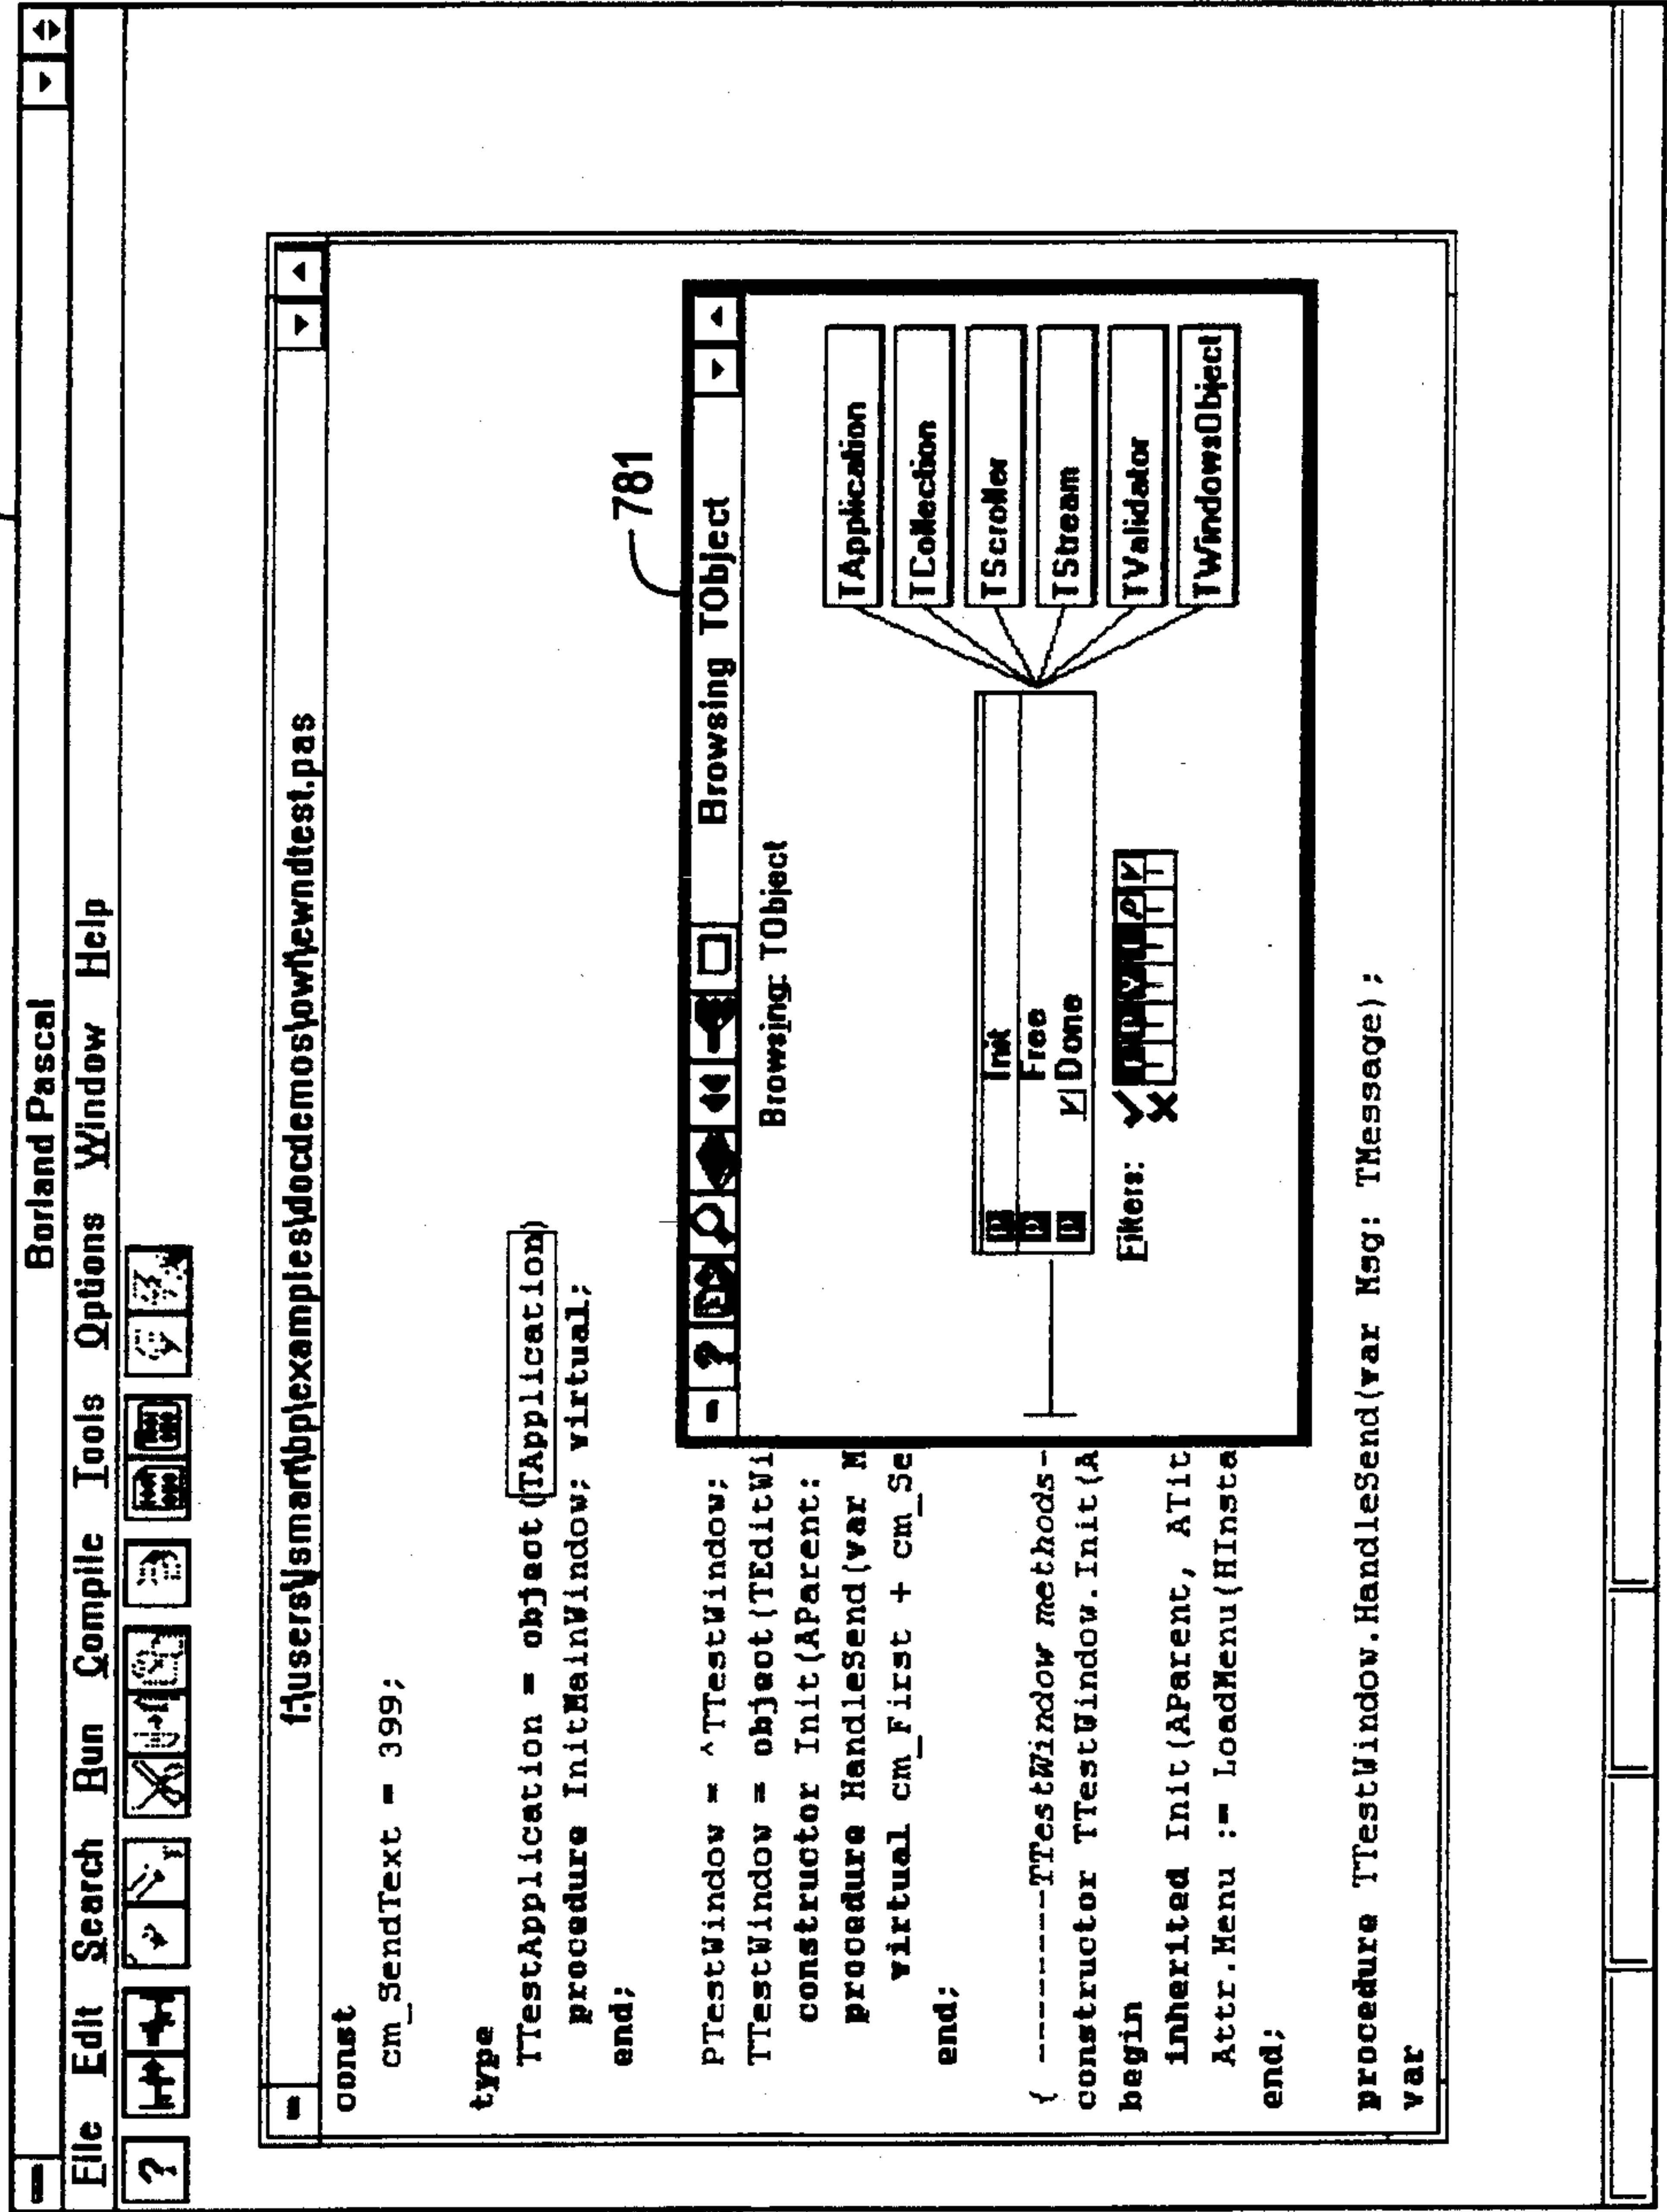 Borland Pascal
File Edit Search Run Compile Tools Options Window Help
?
f:\users\smart\bp\examples\docdemos\owl\ewndtest.pas
const
cm_SendText = 399;
type
TTestApplication = object(TApplication)
procedure InitMainWindow; virtual;
end;
781
PTestWindow = ^TTestWindow;
TTestWindow = object(TEditWi
constructor Init(AParent:
procedure HandleSend(var M
virtual cm_First + cm_Se
end;
{ --------TTestWindow methods-
constructor TTestWindow.Init(A
begin
inherited Init(AParent, ATit
Attr.Menu := LoadMenu(HInsta
end;
procedure TTestWindow.HandleSend(var Msg: TMessage);
var
? Browsing TObject
Browsing: TObject
Init
Free
V Done
Filters:
TApplication
TCollection
TScroller
TStream
TValidator
TWindowsObject